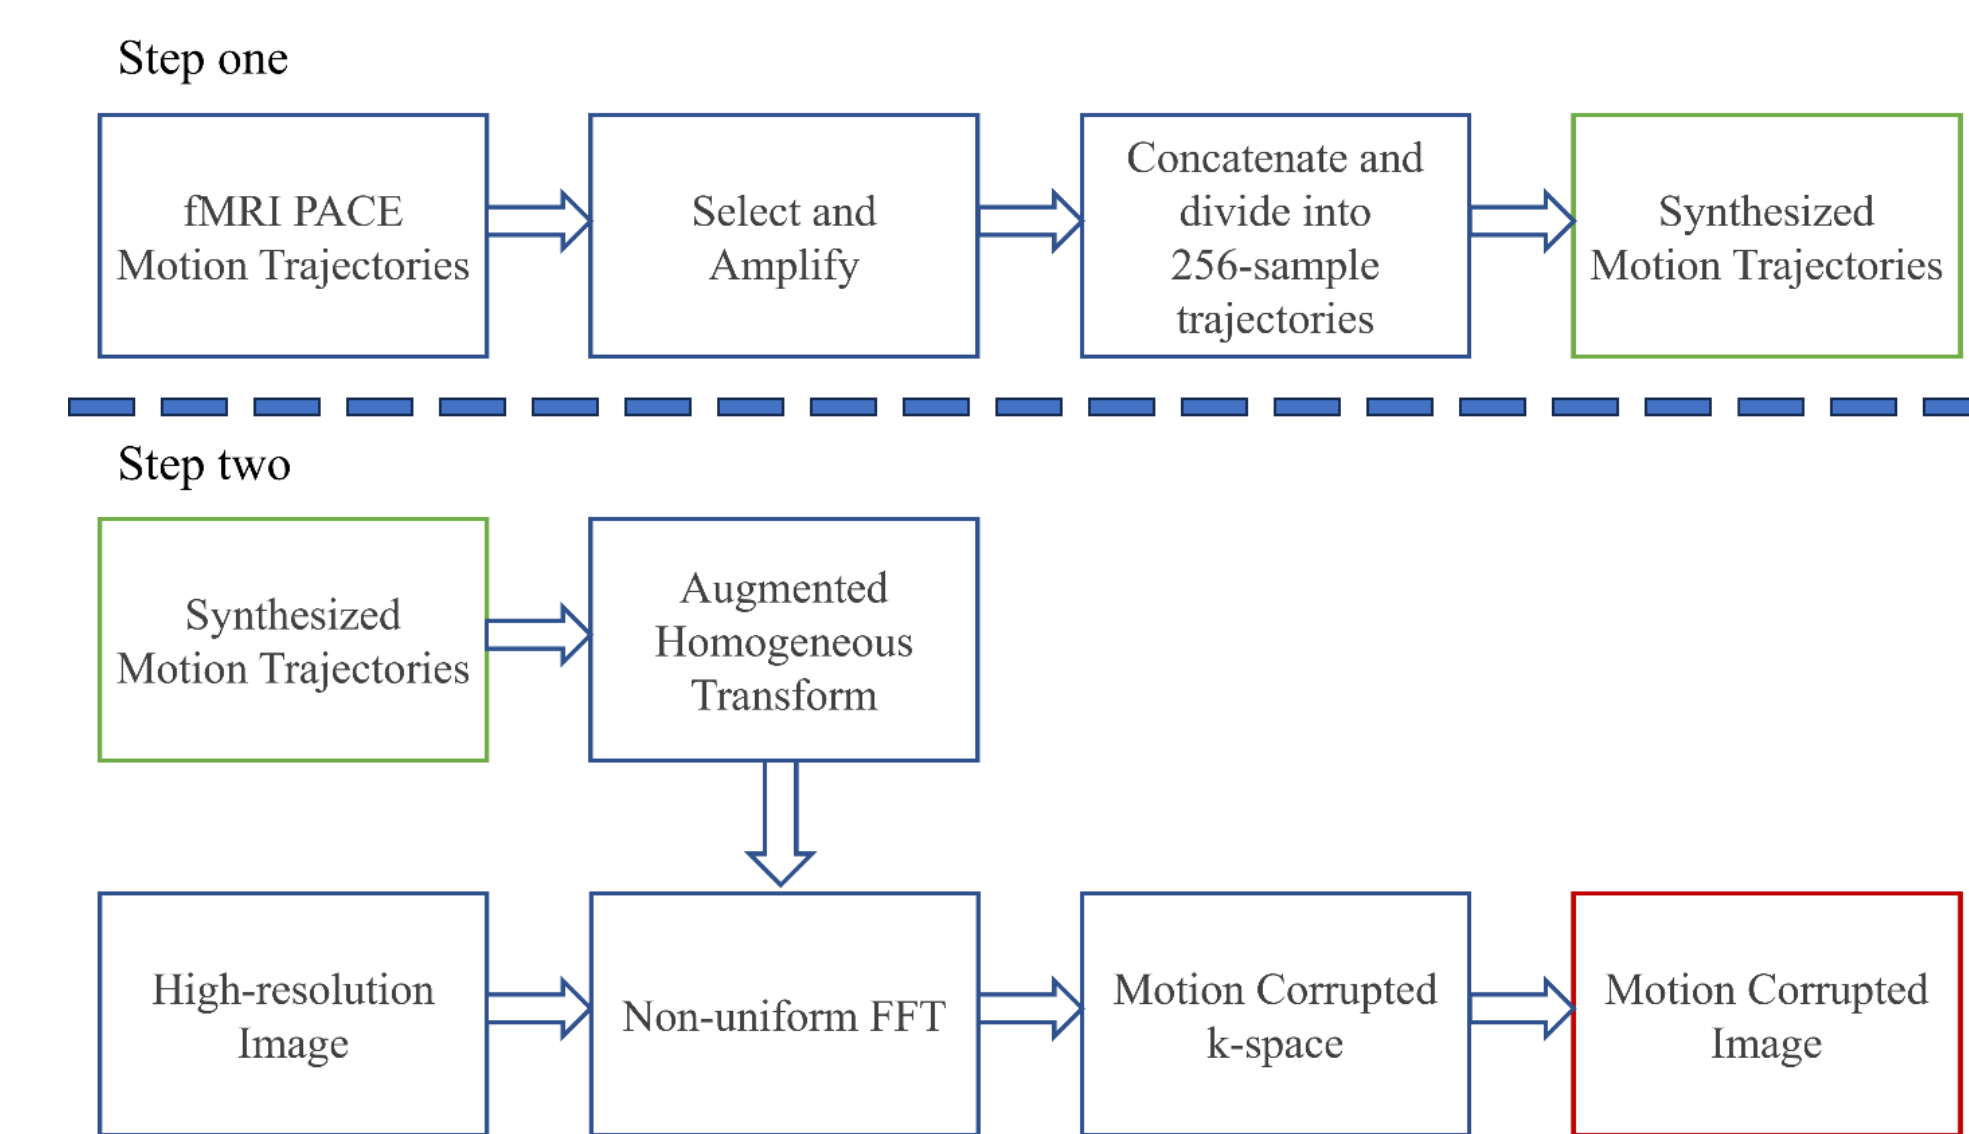 Step one
fMRI PACE
Motion Trajectories
Select and
Amplify
Concatenate and
divide into
256-sample
trajectories
Synthesized
Motion Trajectories
Step two
Synthesized
Motion Trajectories
Augmented
Homogeneous
Transform
High-resolution
Image
Non-uniform FFT
Motion Corrupted
k-space
Motion Corrupted
Image